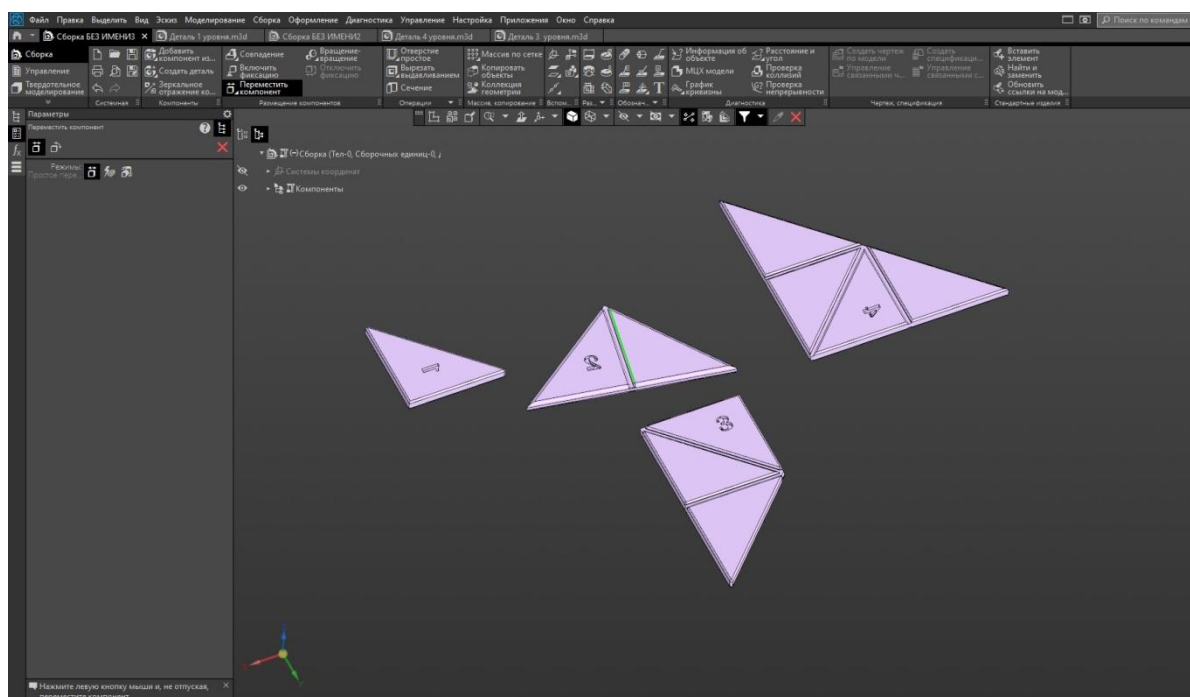 Файл Правка Выделить Вид Эскиз Моделирование Сборка Оформление Диагностика Управление Настройка Приложения Окно Справка
Поиск по командам
Сборка БЕЗ ИМЕНИ3 × Деталь 1 уровня.m3d Сборка БЕЗ ИМЕНИ2 Деталь 4 уровня.m3d Деталь 3 уровня.m3d
Сборка
Управление
Твердотельное моделирование
Системная
Добавить компонент из...
Создать деталь
Зеркальное отражение ко...
Компоненты
Совпадение
Включить фиксацию
Переместить компонент
Вращение-вращение
Отключить фиксацию
Размещение компонентов
Отверстие простое
Вырезать выдавливанием
Сечение
Операции
Массив по сетке
Копировать объекты
Коллекция геометрии
Массив, копирование
Вспом...
Раз...
Обознач...
Информация об объекте
МЦХ модели
График кривизны
Расстояние и угол
Проверка коллизий
Проверка непрерывности
Диагностика
Создать чертеж по модели
Управление связанными ч...
Создать спецификаци...
Управление связанными с...
Чертеж, спецификация
Вставить элемент
Найти и заменить
Обновить ссылки на мод...
Стандартные изделия
Параметры
Переместить компонент
Режимы:
Простое пере...
(-)Сборка (Тел-0, Сборочных единиц-0,
Системы координат
Компоненты
1
2
3
4
Нажмите левую кнопку мыши и, не отпуская,
переместите компонент